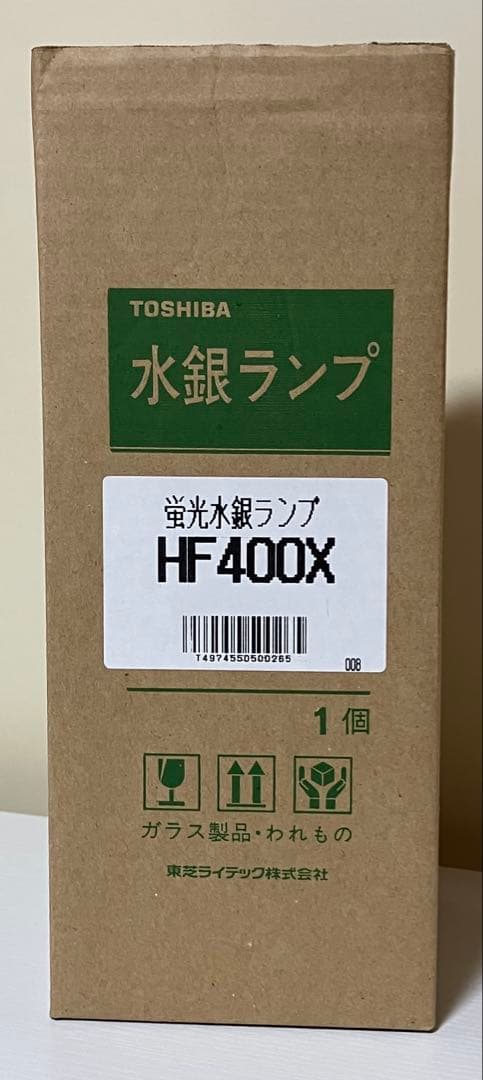 TOSHIBA
水銀ランプ
蛍光水銀ランプ
HF400X
T4974550500265
008
1個
ガラス製品・われもの
東芝ライテック株式会社